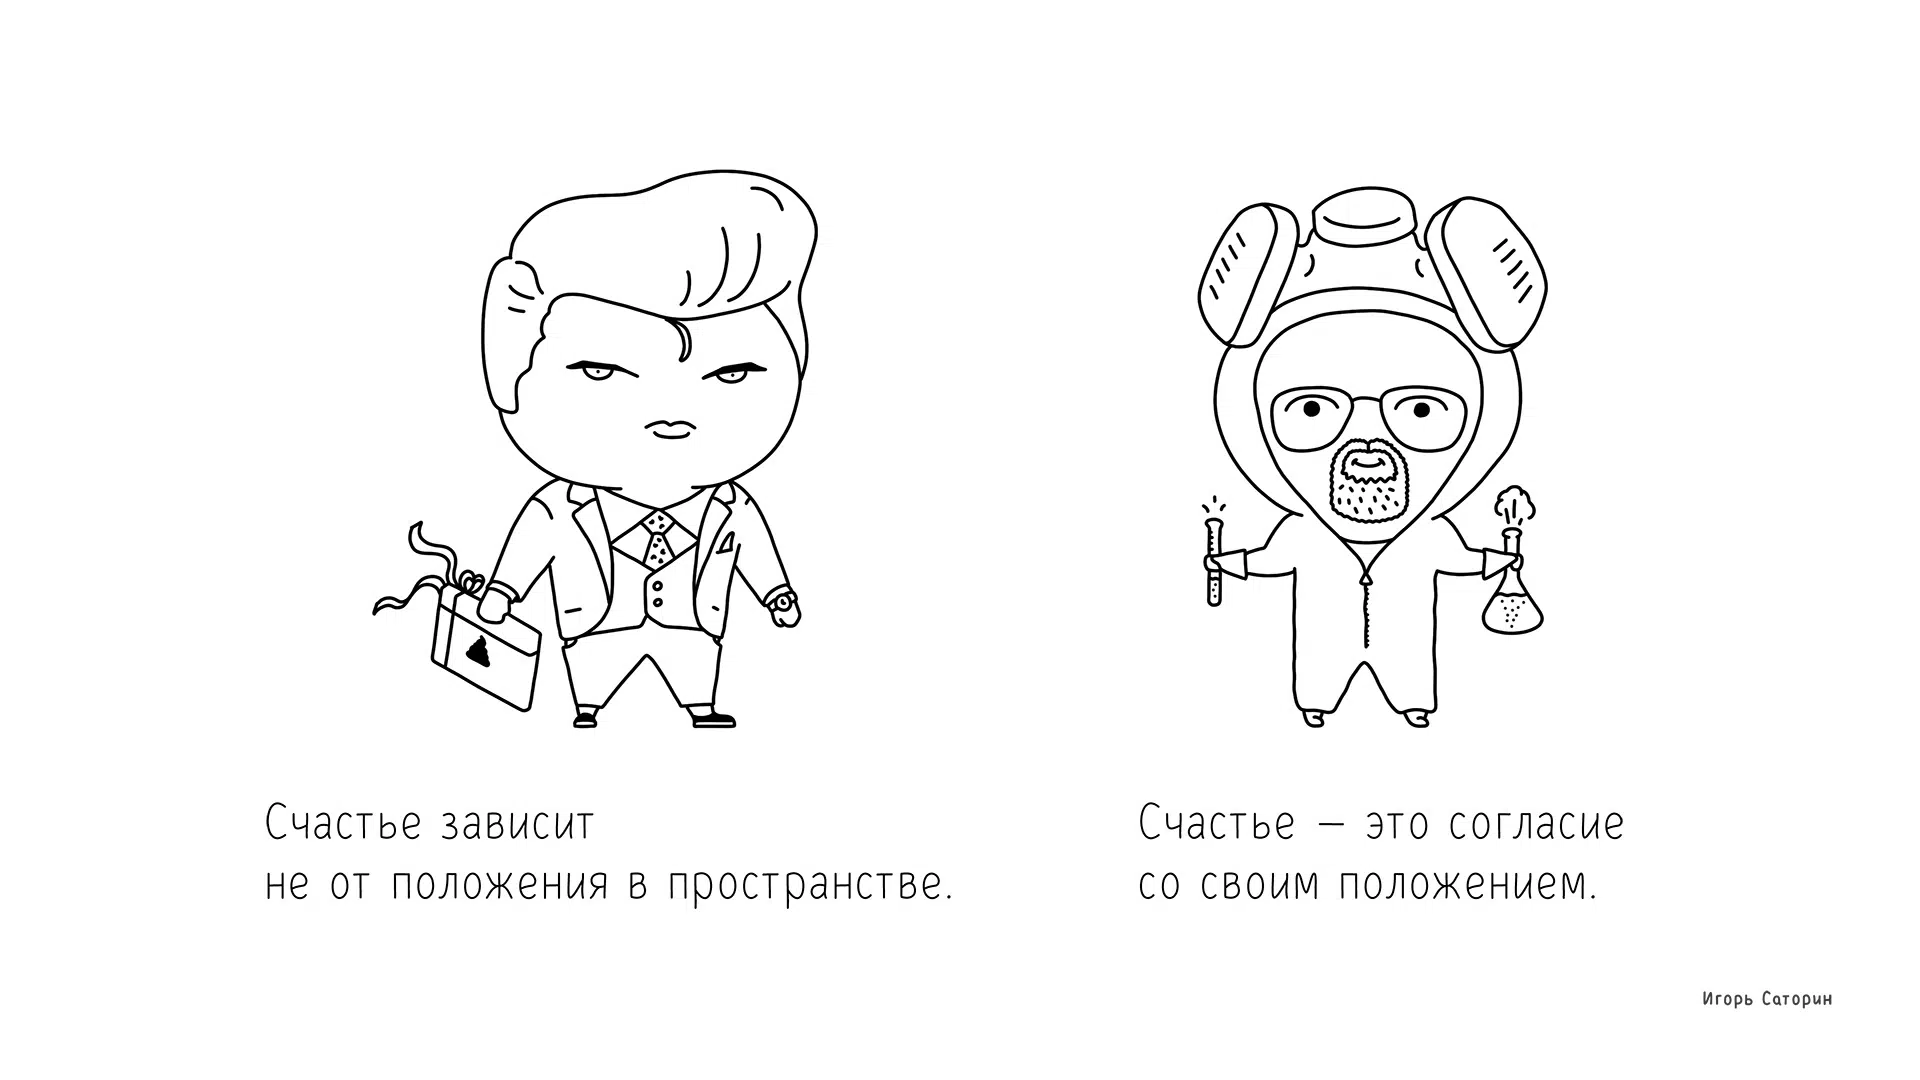 Счастье зависит
не от положения в пространстве.
Счастье – это согласие
со своим положением.
Игорь Саторин